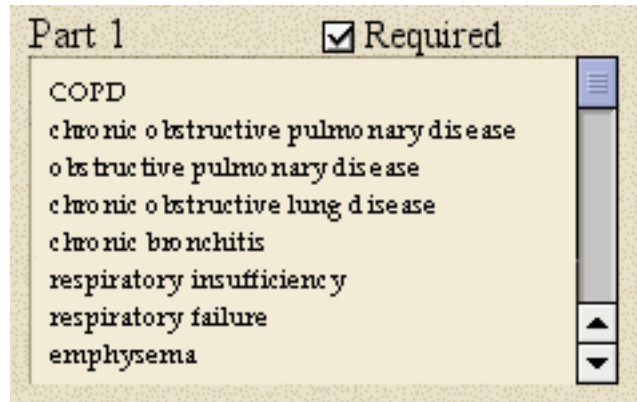 Part 1
Required
COPD
chronic obstructive pulmonary disease
obstructive pulmonary disease
chronic obstructive lung disease
chronic bronchitis
respiratory insufficiency
respiratory failure
emphysema